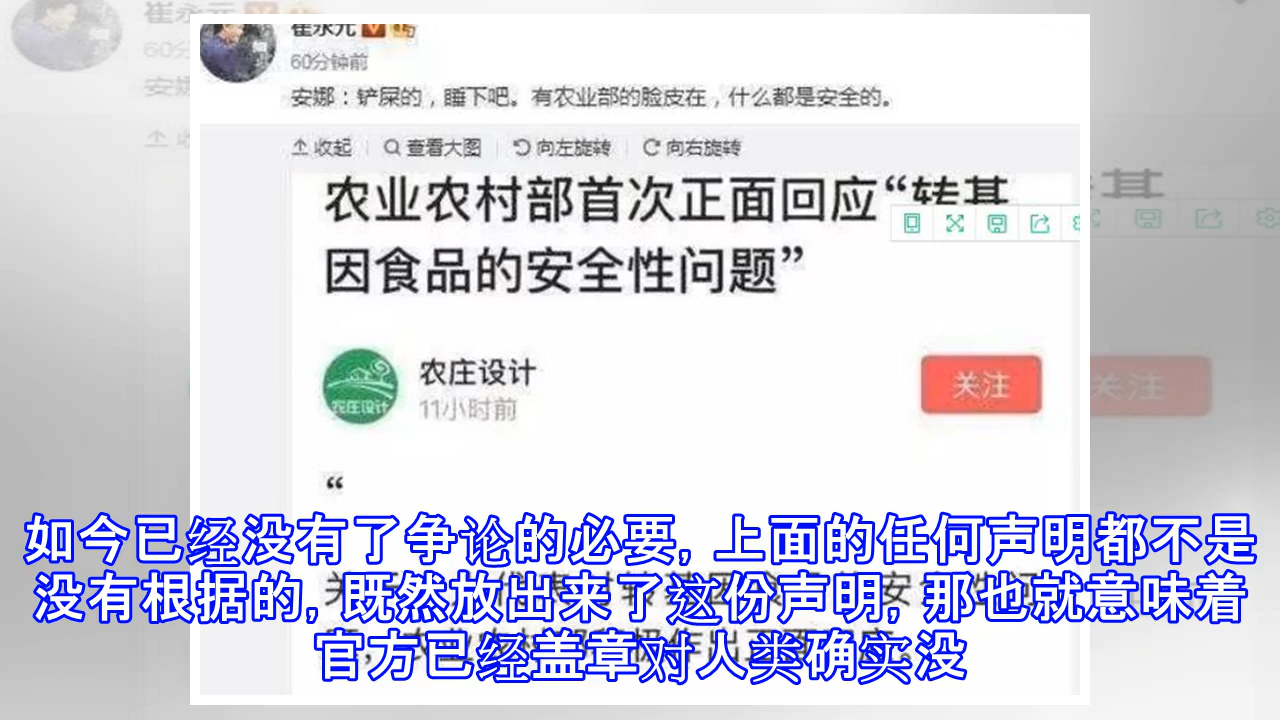 崔永元
60分钟前
安娜：铲屎的，睡下吧。有农业部的脸皮在，什么都是安全的。
收起 查看大图 向左旋转 向右旋转
农业农村部首次正面回应“转基
因食品的安全性问题”
农庄设计
农庄设计
11小时前
关注
关注
“
如今已经没有了争论的必要, 上面的任何声明都不是
没有根据的, 既然放出来了这份声明, 那也就意味着
官方已经盖章对人类确实没